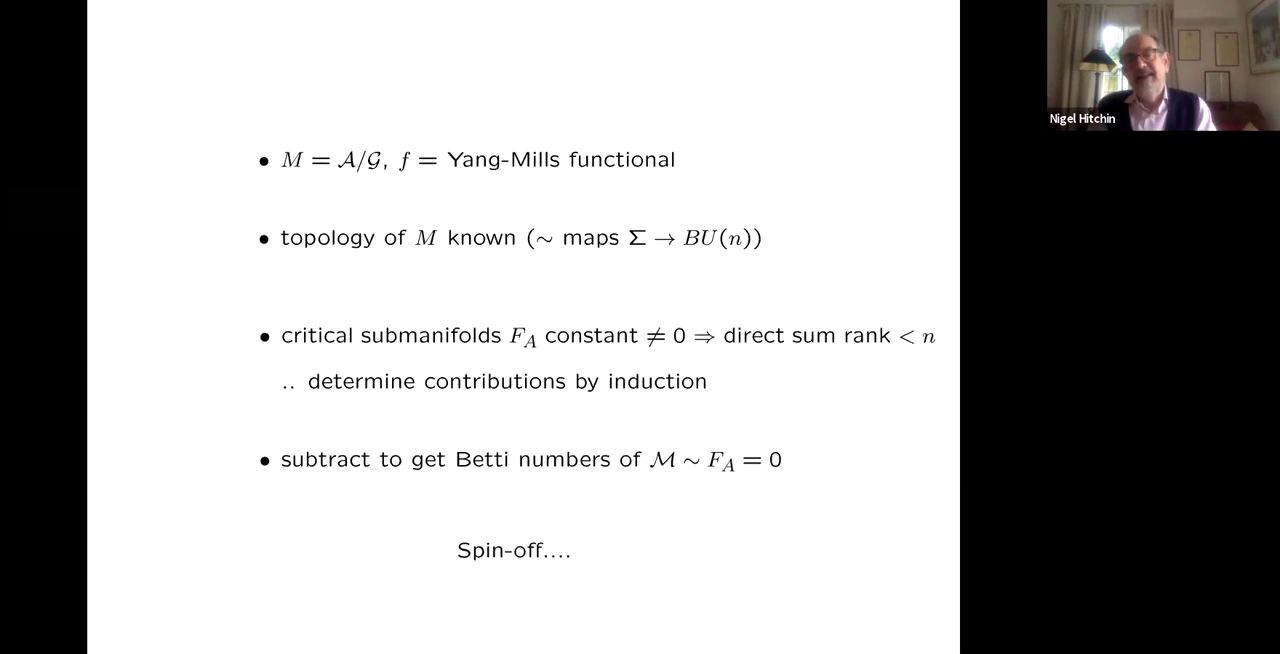 • M = 𝒜/𝒢, f = Yang-Mills functional
• topology of M known (∼ maps Σ → BU(n))
• critical submanifolds F_A constant ≠ 0 ⇒ direct sum rank < n
.. determine contributions by induction
• subtract to get Betti numbers of ℳ ∼ F_A = 0
Spin-off....
Nigel Hitchin